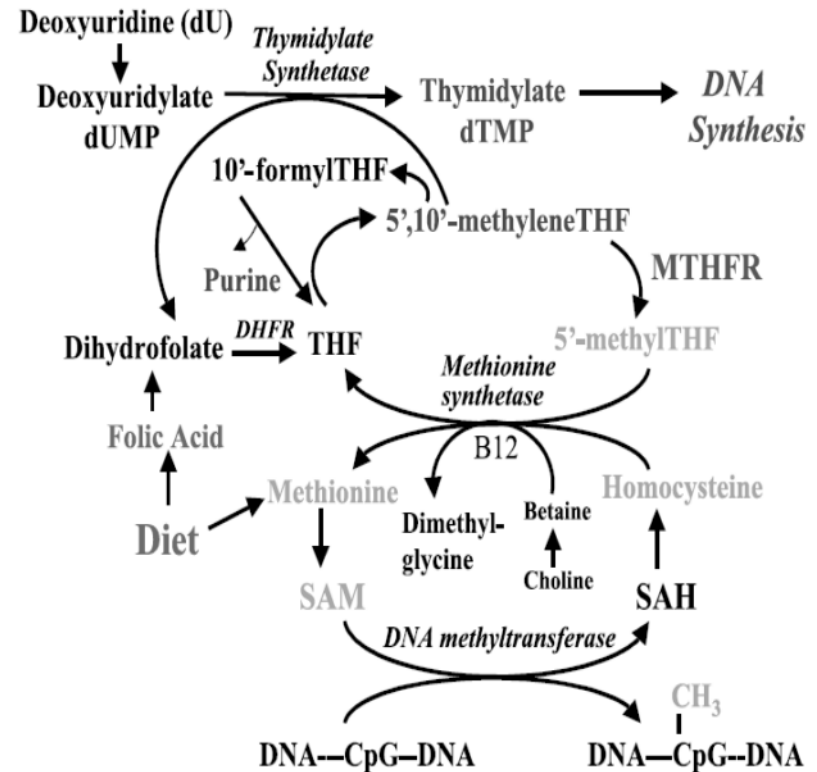 Deoxyuridine (dU)
Thymidylate
Synthetase
Deoxyuridylate
dUMP
Thymidylate
dTMP
DNA
Synthesis
10’-formylTHF
5’,10’-methyleneTHF
Purine
MTHFR
Dihydrofolate
DHFR
THF
5’-methylTHF
Methionine
synthetase
Folic Acid
B12
Methionine
Homocysteine
Diet
Dimethyl-
glycine
Betaine
Choline
SAM
SAH
DNA methyltransferase
CH3
DNA--CpG–DNA
DNA—CpG--DNA